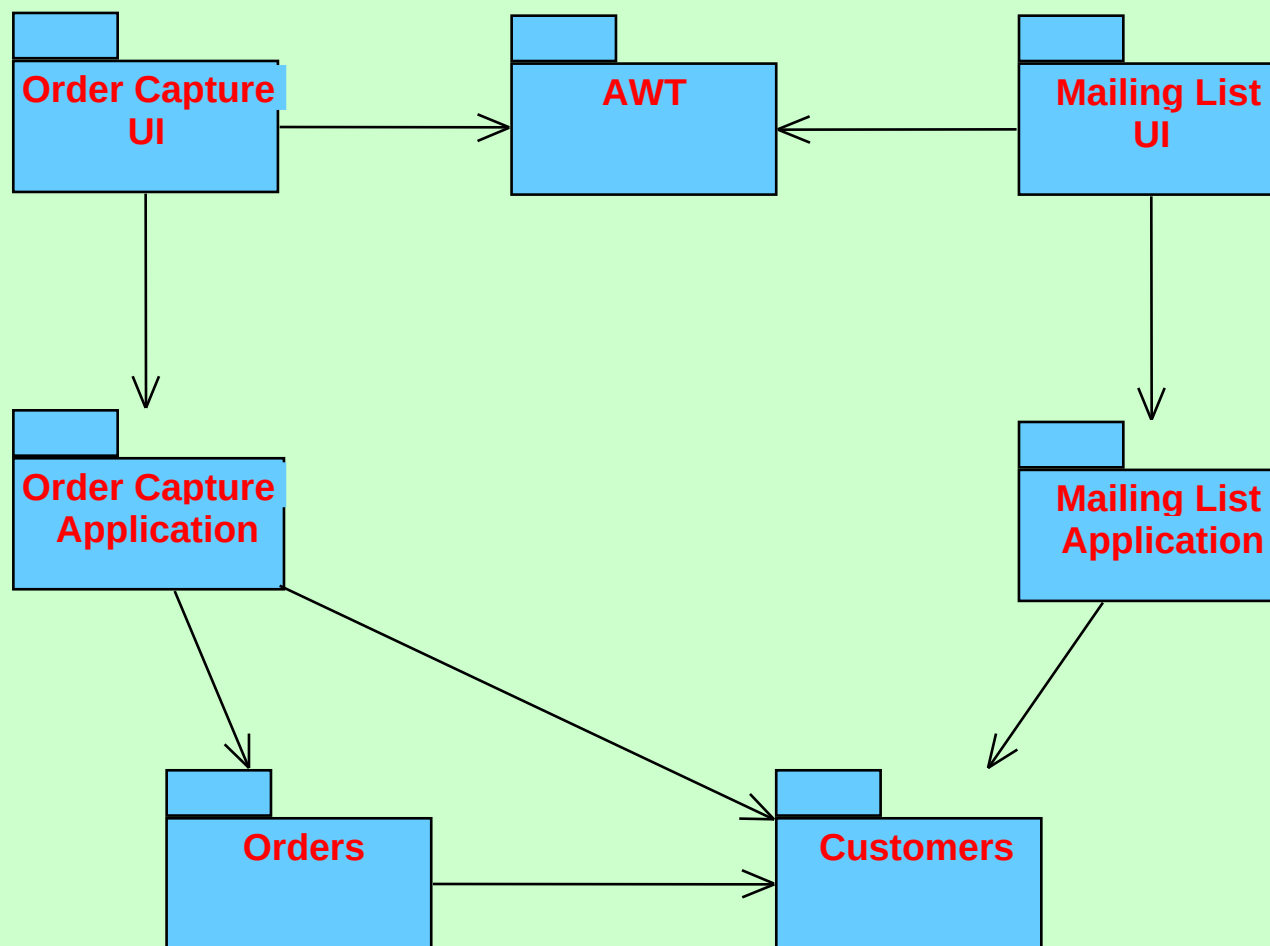 Order Capture
UI
AWT
Mailing List
UI
Order Capture
Application
Mailing List
Application
Orders
Customers